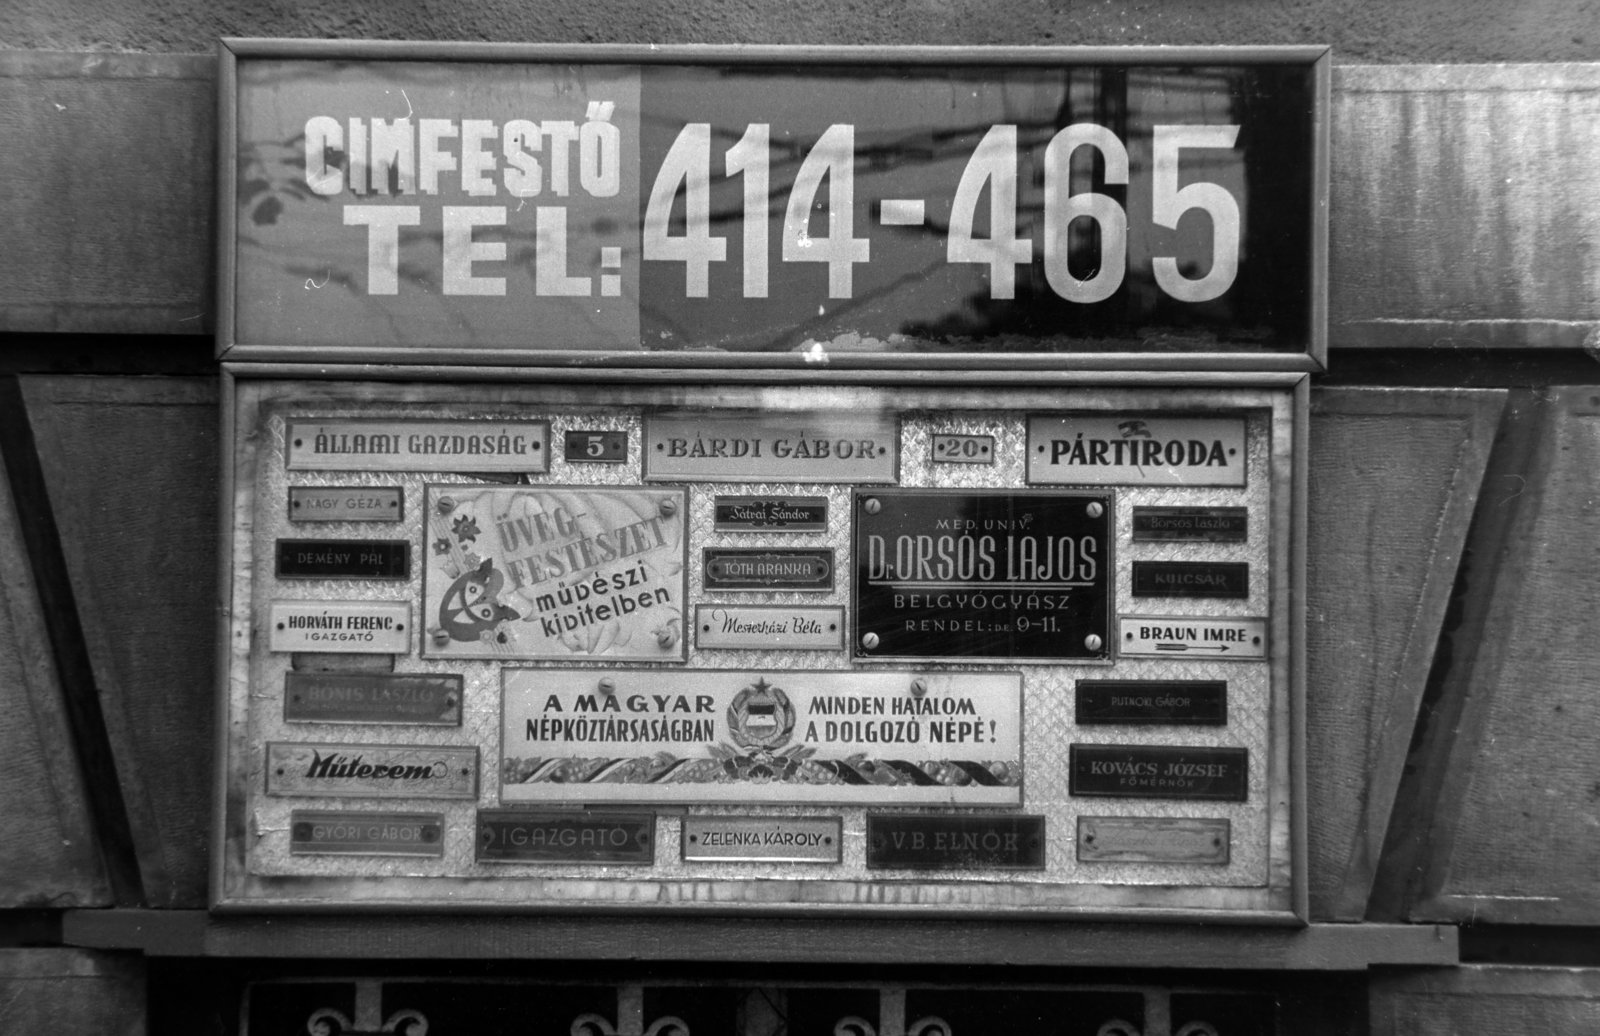 CIMFESTŐ
TEL: 414-465
ÁLLAMI GAZDASÁG
5
BÁRDI GÁBOR
20
PÁRTIRODA
NAGY GÉZA
DEMÉNY PÁL
HORVÁTH FERENC
IGAZGATÓ
ÜVEG-
FESTÉSZET
művészi
kivitelben
Sátrai Sándor
TÓTH ARANKA
Mesterházi Béla
MED. UNIV.
Dr. ORSÓS LAJOS
BELGYÓGYÁSZ
RENDEL: DE. 9-11.
Borsos László
KULCSÁR
BRAUN IMRE
BÓNIS LÁSZLÓ
A MAGYAR
NÉPKÖZTÁRSASÁGBAN
MINDEN HATALOM
A DOLGOZÓ NÉPÉ!
PUTNOKI GÁBOR
Műterem
KOVÁCS JÓZSEF
FŐMÉRNÖK
GYŐRI GÁBOR
IGAZGATÓ
ZELENKA KÁROLY
V.B. ELNÖK